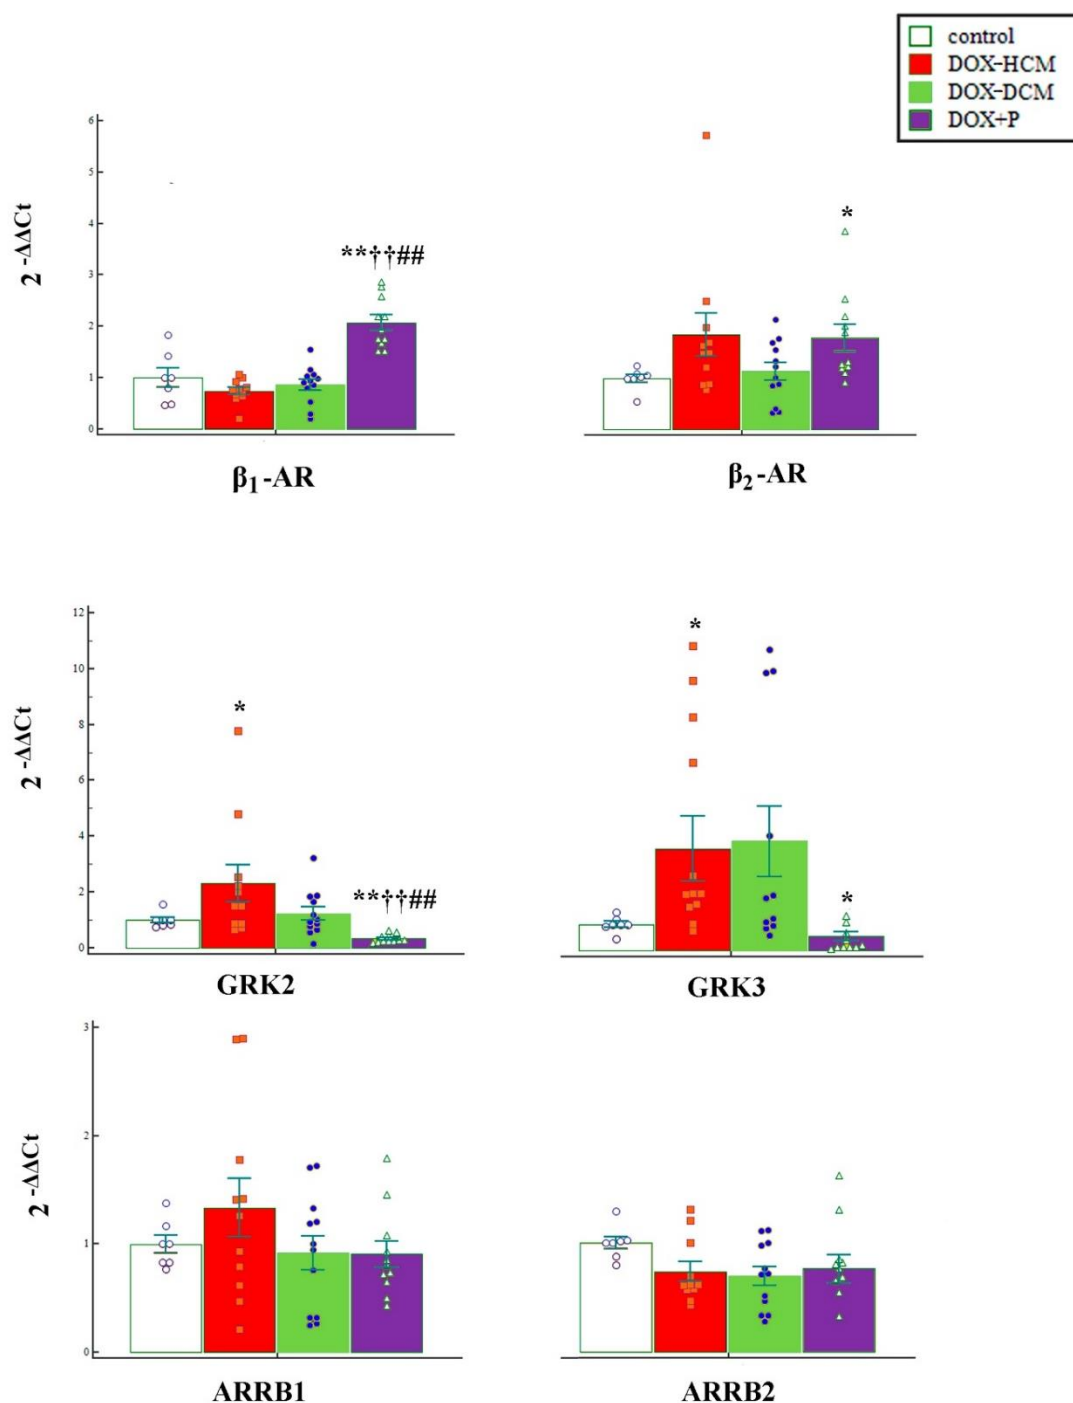 control
DOX-HCM
DOX-DCM
DOX+P
2^-ΔΔCt
6
5
4
3
2
1
0
**††##
*
β₁-AR
β₂-AR
2^-ΔΔCt
12
10
8
6
4
2
0
*
**††##
*
*
GRK2
GRK3
2^-ΔΔCt
3
2
1
0
ARRB1
ARRB2